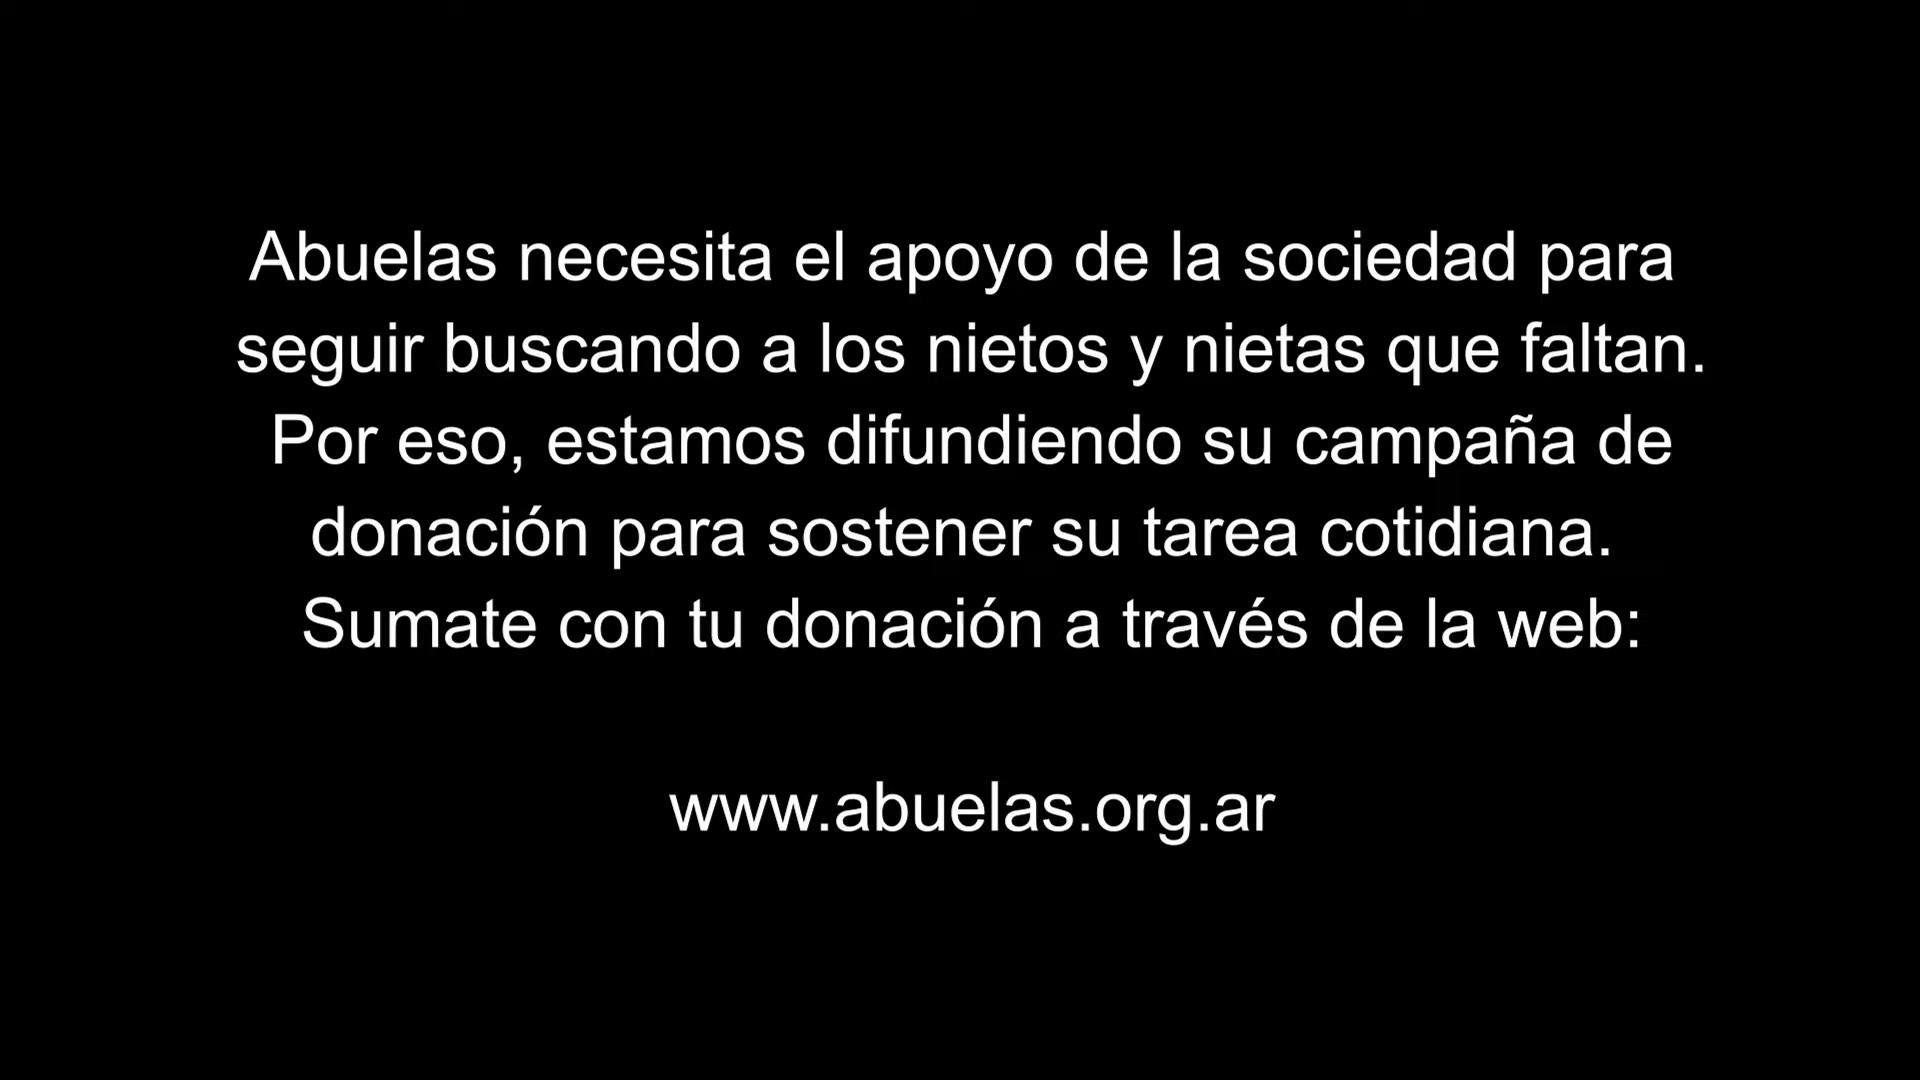 Abuelas necesita el apoyo de la sociedad para
seguir buscando a los nietos y nietas que faltan.
Por eso, estamos difundiendo su campaña de
donación para sostener su tarea cotidiana.
Sumate con tu donación a través de la web:
www.abuelas.org.ar